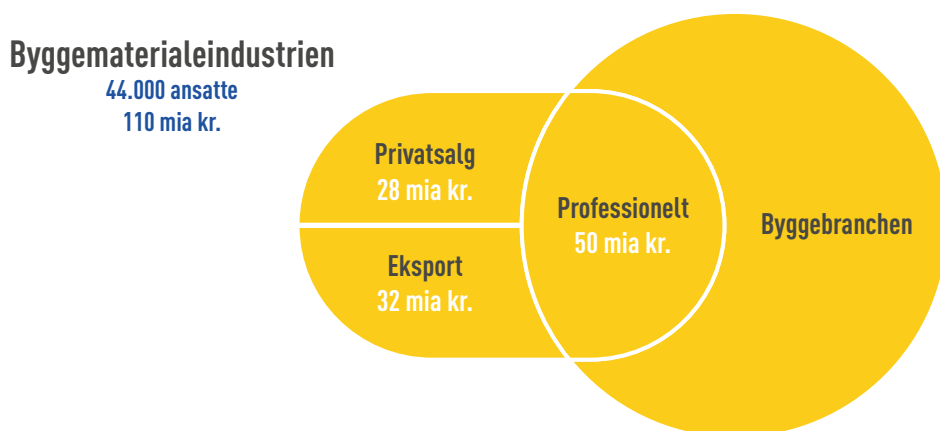 Byggematerialeindustrien
44.000 ansatte
110 mia kr.
Privatsalg
28 mia kr.
Eksport
32 mia kr.
Professionelt
50 mia kr.
Byggebranchen